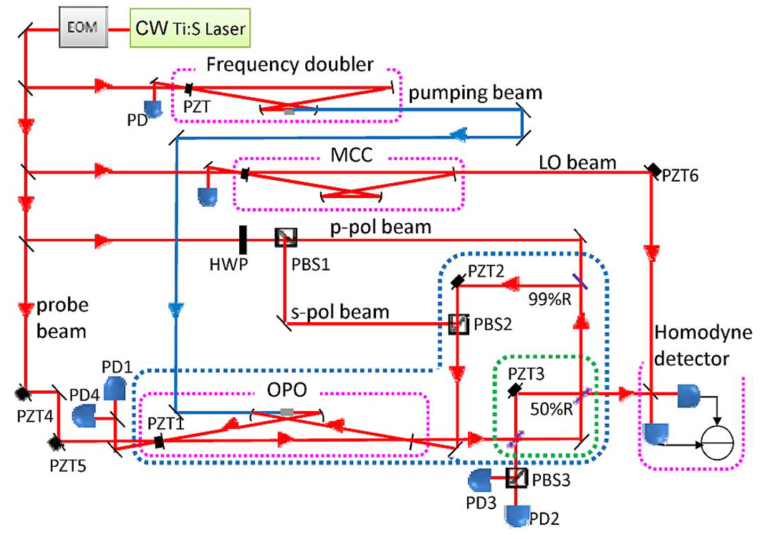 EOM
CW Ti:S Laser
Frequency doubler
PD
PZT
pumping beam
MCC
LO beam
PZT6
p-pol beam
HWP
PBS1
PZT2
99%R
s-pol beam
PBS2
probe
beam
Homodyne
detector
PD1
PD4
OPO
PZT3
50%R
PZT4
PZT1
PZT5
PBS3
PD3
PD2